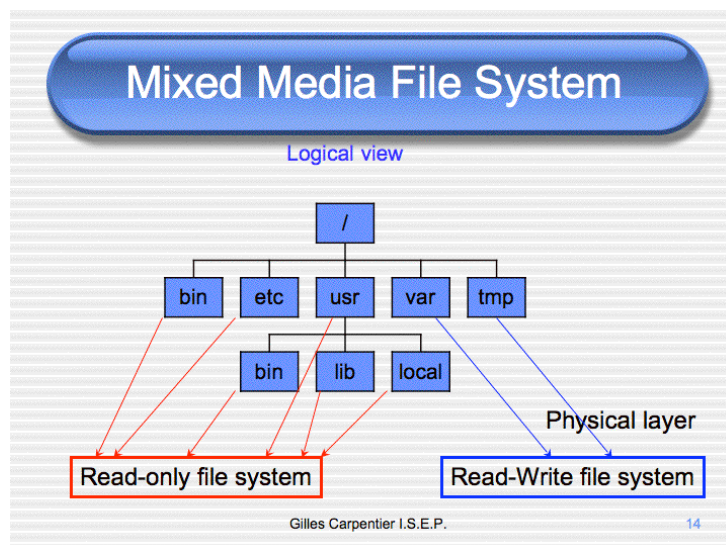 Mixed Media File System
Logical view
/
bin etc usr var tmp
bin lib local
Physical layer
Read-only file system Read-Write file system
Gilles Carpentier I.S.E.P. 14